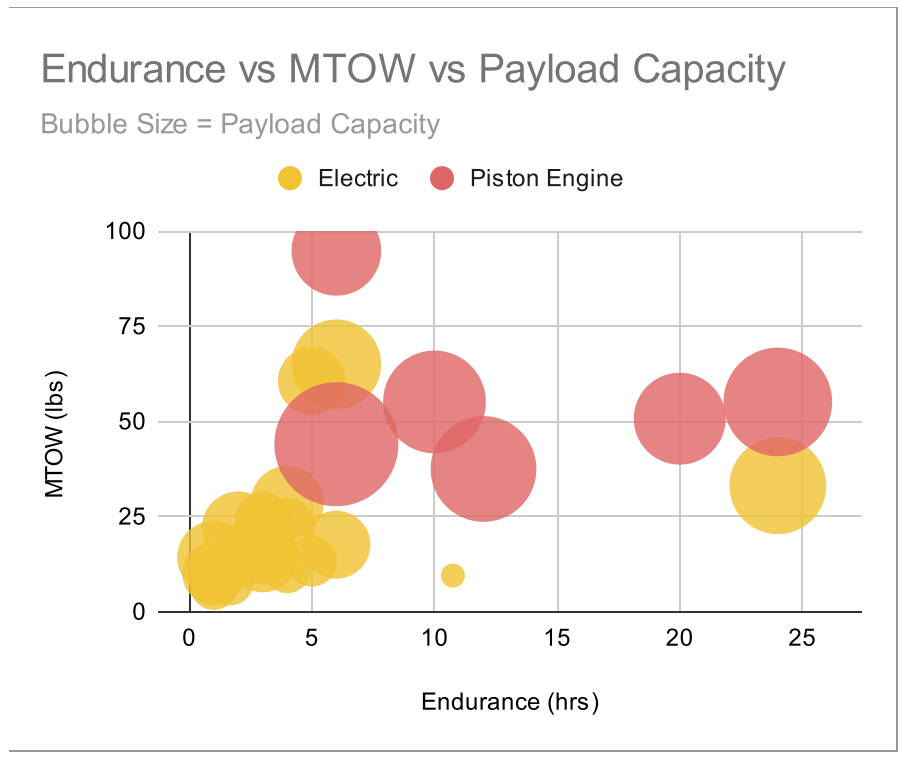 Endurance vs MTOW vs Payload Capacity
Bubble Size = Payload Capacity
Electric Piston Engine
100
75
50
25
0
MTOW (lbs)
0 5 10 15 20 25
Endurance (hrs)